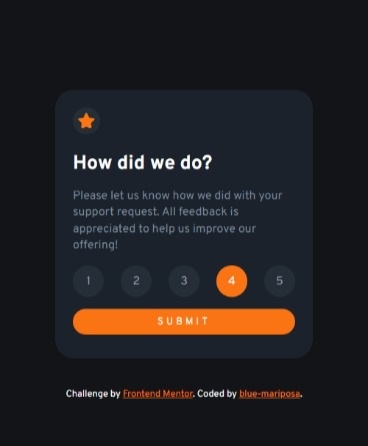 How did we do?
Please let us know how we did with your
support request. All feedback is
appreciated to help us improve our
offering!
1 2 3 4 5
SUBMIT
Challenge by Frontend Mentor. Coded by blue-mariposa.